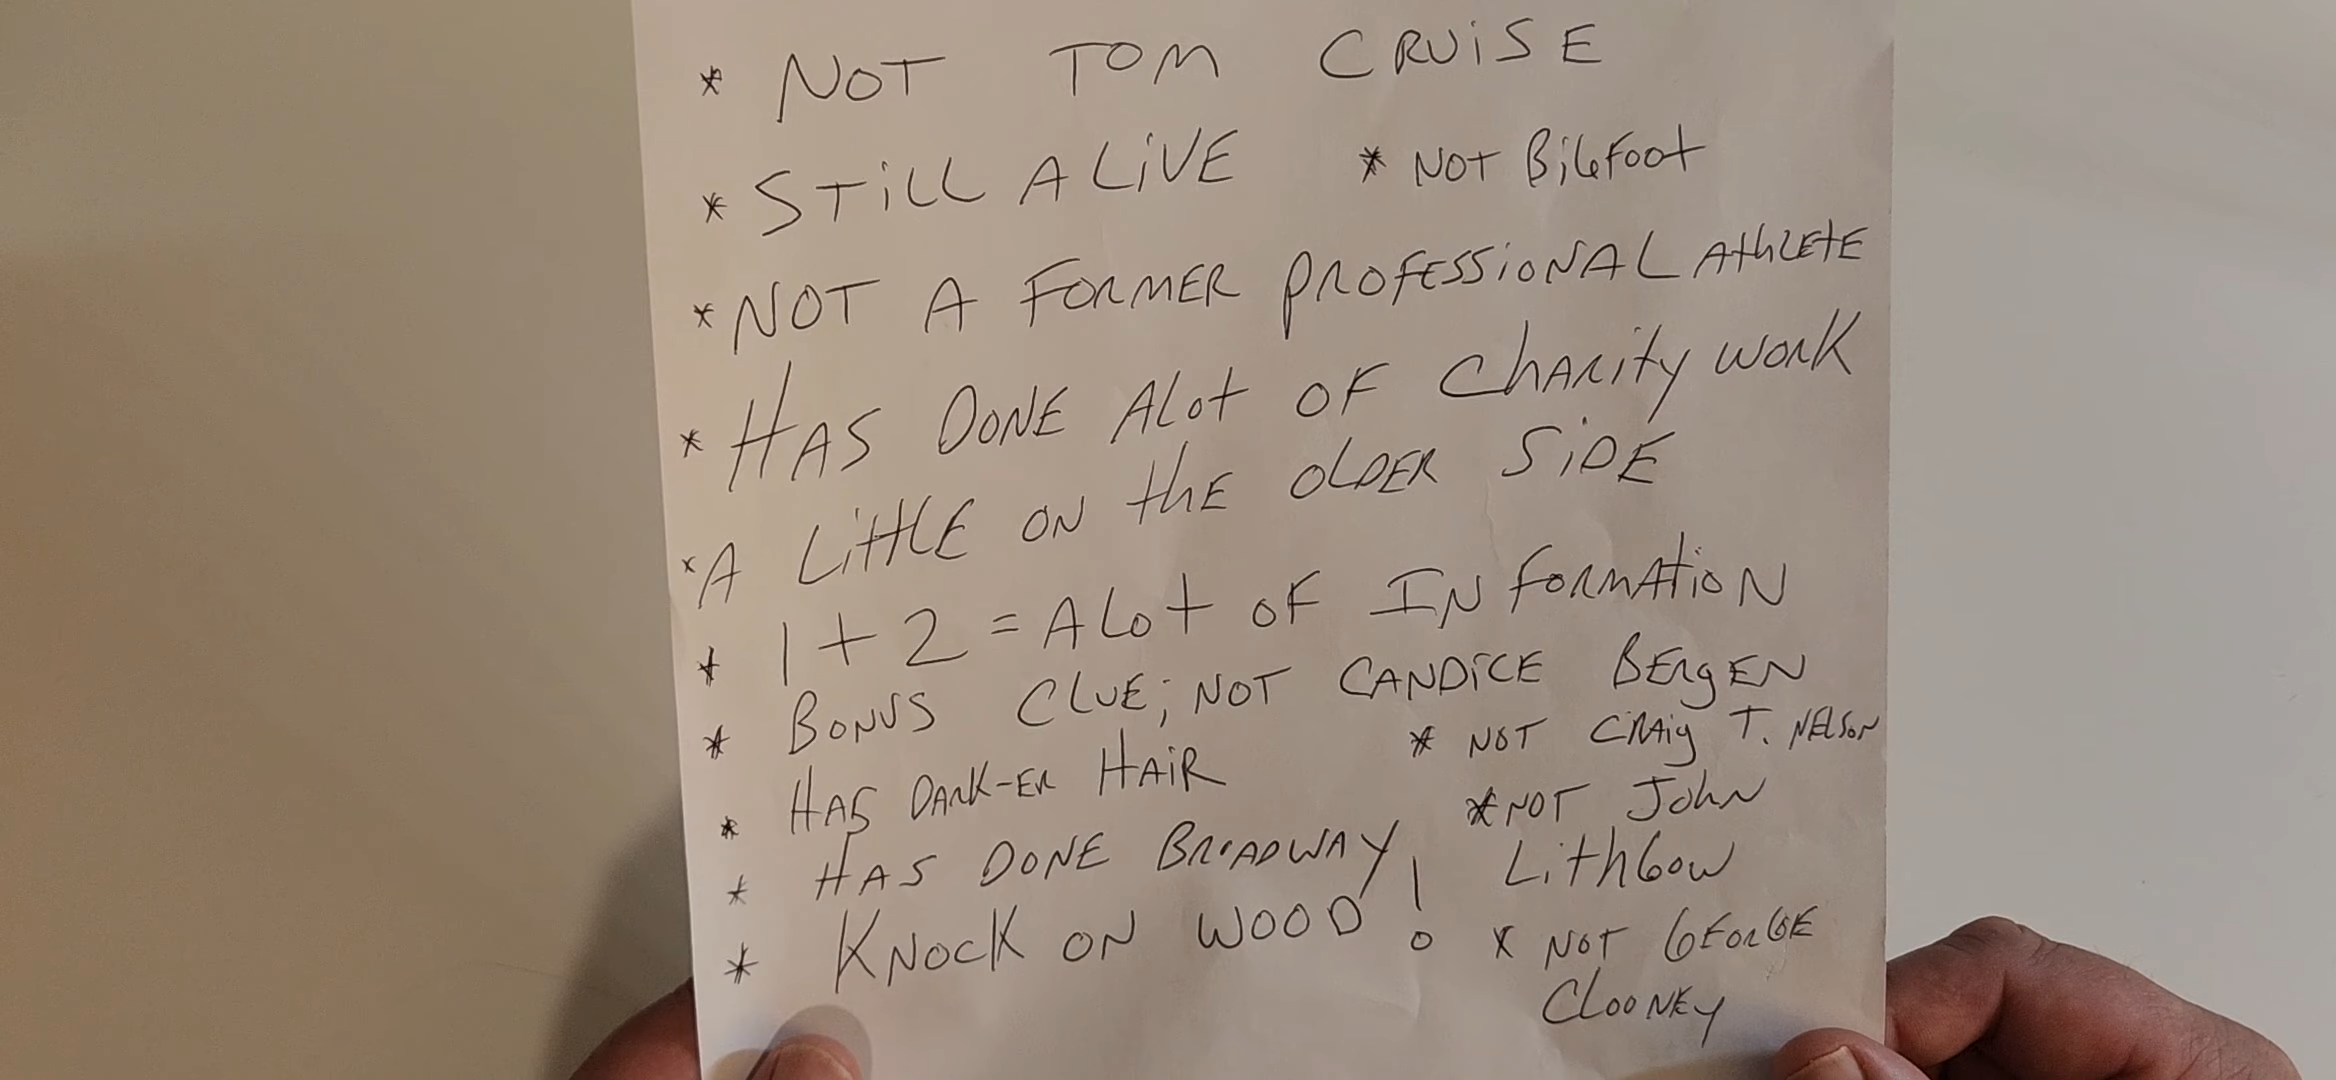 * NOT TOM CRUiSE
* STiLL ALiVE * NOT BiGFOOt
* NOT A FORMER PROFESSiONAL AthLEtE
* HAS DONE ALot OF ChARity WORK
* A LittlE ON thE OLDER SiDE
* 1 + 2 = A Lot OF INFORMAtiON
* BONUS CLUE; NOT CANDiCE BERgEN
* HAS DARK-ER HAiR * NOT CRAig T. NELSON
* HAS DONE BROADWAY * NOT JohN LithGow
* KNOCK ON WOOD! * NOT GEORGE CLOONEY